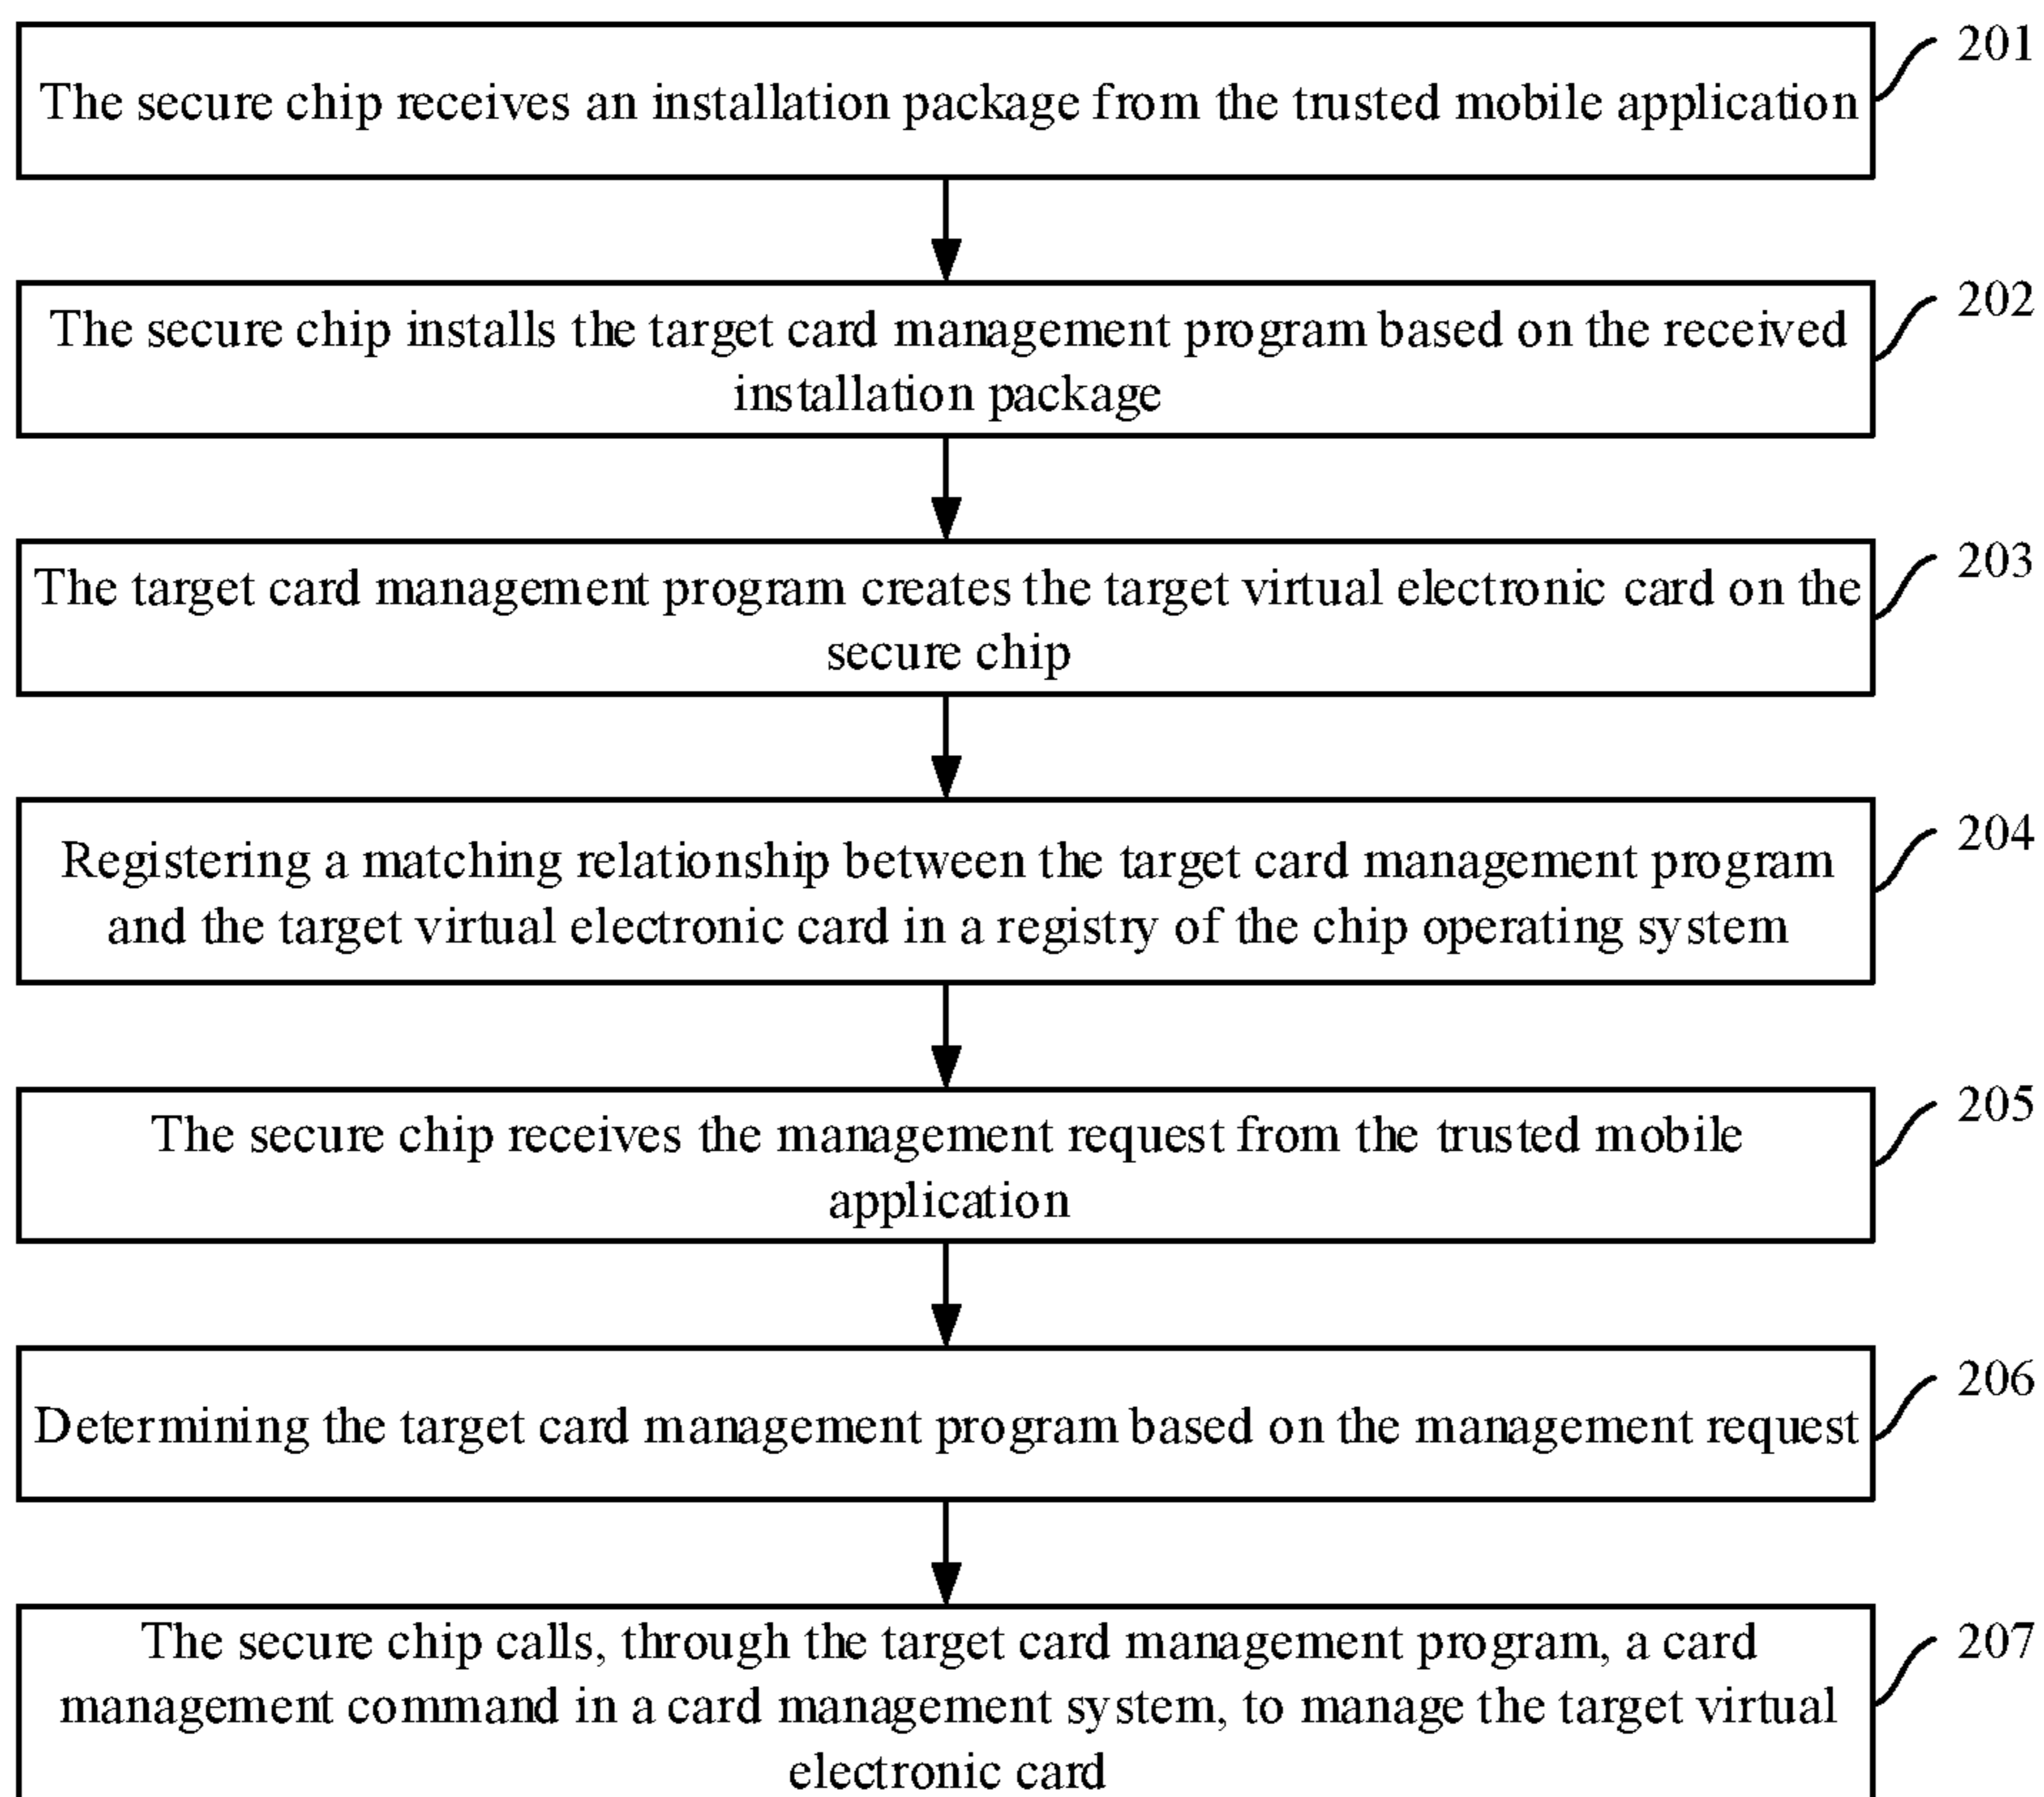 201
The secure chip receives an installation package from the trusted mobile application
202
The secure chip installs the target card management program based on the received
installation package
203
The target card management program creates the target virtual electronic card on the
secure chip
204
Registering a matching relationship between the target card management program
and the target virtual electronic card in a registry of the chip operating system
205
The secure chip receives the management request from the trusted mobile
application
206
Determining the target card management program based on the management request
207
The secure chip calls, through the target card management program, a card
management command in a card management system, to manage the target virtual
electronic card